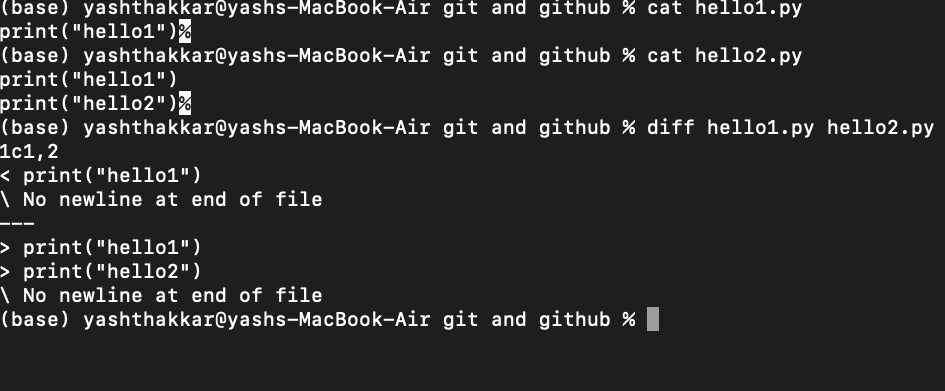 (base) yashthakkar@yashs-MacBook-Air git and github % cat hello1.py
print("hello1")%
(base) yashthakkar@yashs-MacBook-Air git and github % cat hello2.py
print("hello1")
print("hello2")%
(base) yashthakkar@yashs-MacBook-Air git and github % diff hello1.py hello2.py
1c1,2
< print("hello1")
\ No newline at end of file
---
> print("hello1")
> print("hello2")
\ No newline at end of file
(base) yashthakkar@yashs-MacBook-Air git and github %